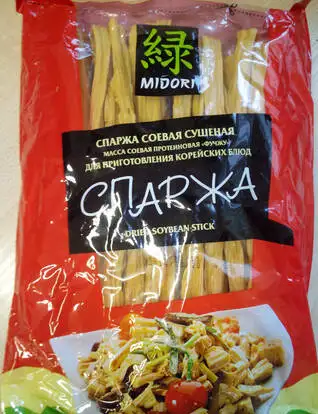 緑
MIDORI
СПАРЖА СОЕВАЯ СУШЕНАЯ
МАССА СОЕВАЯ ПРОТЕИНОВАЯ «ФУЧЖУ»
ДЛЯ ПРИГОТОВЛЕНИЯ КОРЕЙСКИХ БЛЮД
СПАРЖА
DRIED SOYBEAN STICK